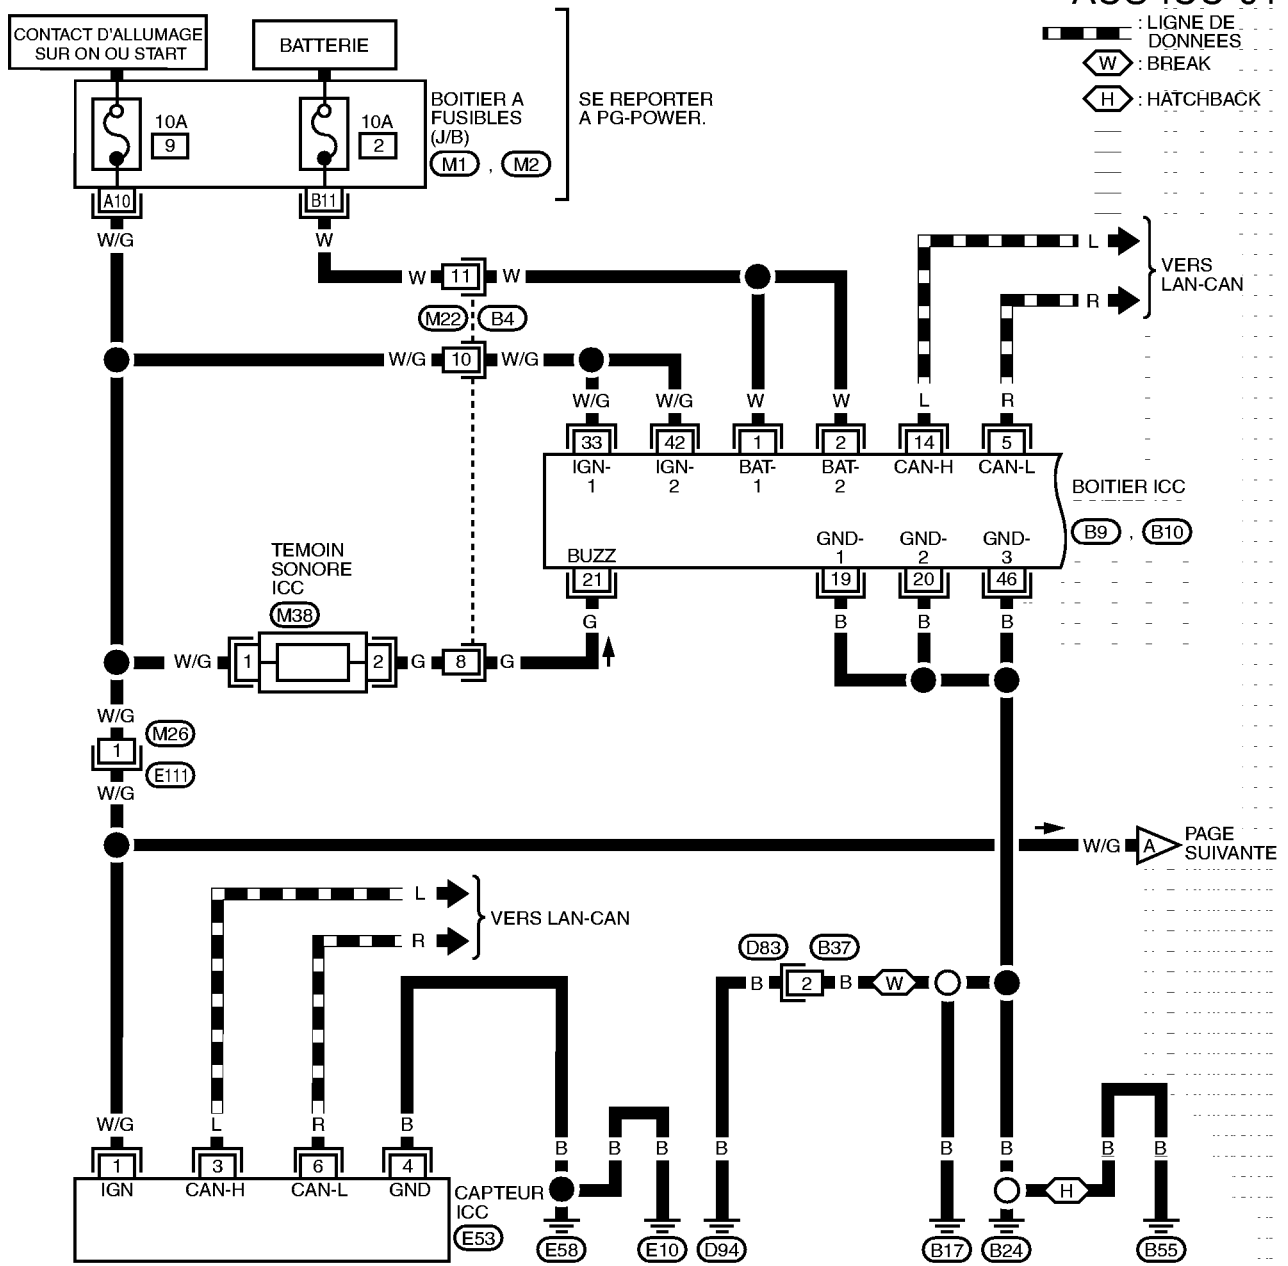 : LIGNE DE
DONNEES
CONTACT D'ALLUMAGE
SUR ON OU START
BATTERIE
W : BREAK
H : HATCHBACK
BOITIER A
FUSIBLES
(J/B)
M1 , M2
SE REPORTER
A PG-POWER.
10A
9
10A
2
A10
B11
W/G
W
L
R
VERS
LAN-CAN
W 11 W
M22 B4
W/G 10 W/G
W/G W/G W W L R
33 42 1 2 14 5
IGN-
1
IGN-
2
BAT-
1
BAT-
2
CAN-H
CAN-L
BOITIER ICC
B9 , B10
BUZZ
GND-
1
GND-
2
GND-
3
21 19 20 46
G B B B
TEMOIN
SONORE
ICC
M38
W/G 1 2 G 8 G
W/G
M26
1
E111
W/G
W/G A
PAGE
SUIVANTE
L
R
VERS LAN-CAN
D83 B37
B 2 B W
W/G L R B
1 3 6 4
IGN CAN-H CAN-L GND
CAPTEUR
ICC
E53
B B B B B B B B
H
E58 E10 D94 B17 B24 B55